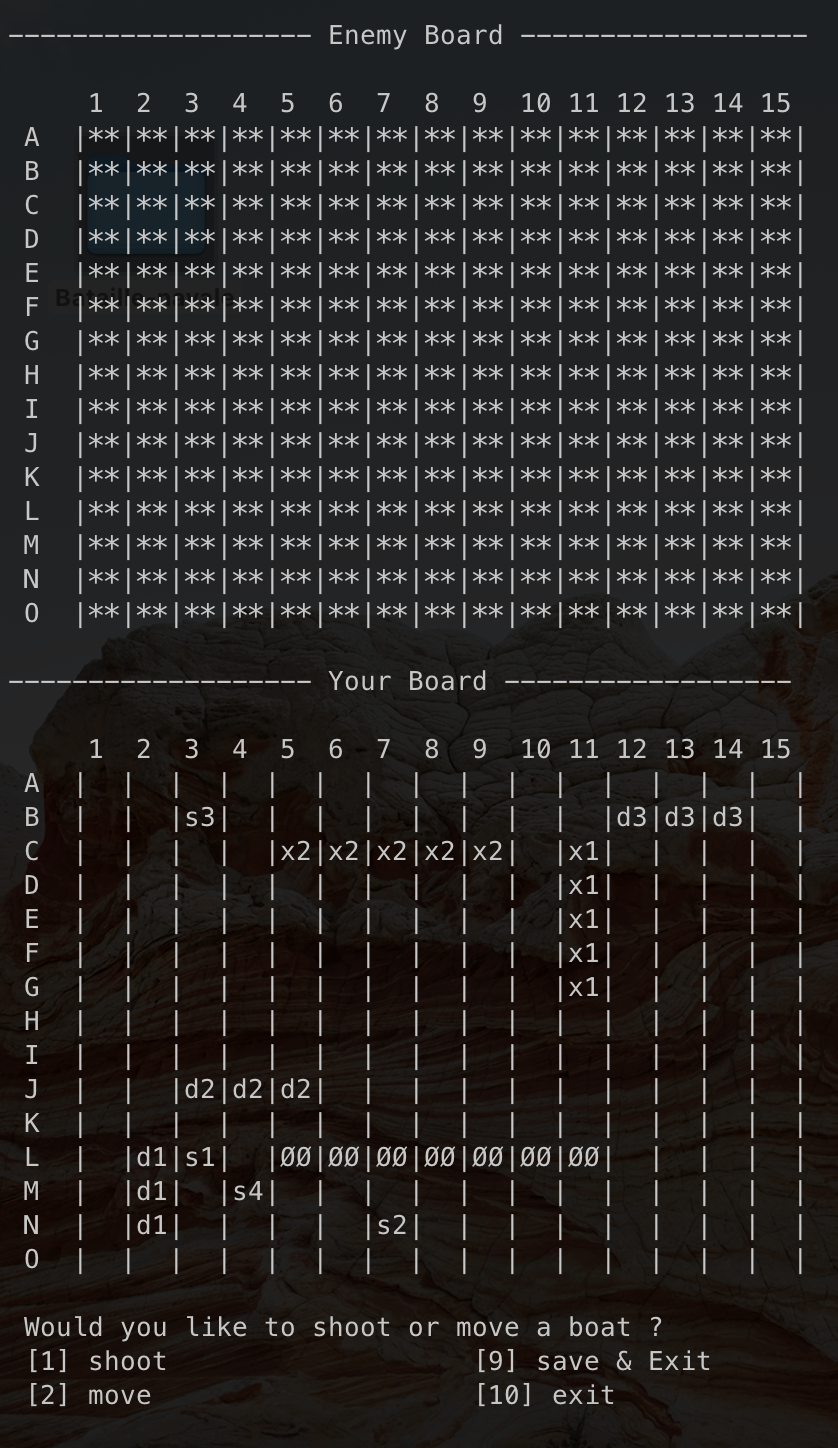 ------------------- Enemy Board ------------------
1 2 3 4 5 6 7 8 9 10 11 12 13 14 15
A |**|**|**|**|**|**|**|**|**|**|**|**|**|**|**|
B |**|**|**|**|**|**|**|**|**|**|**|**|**|**|**|
C |**|**|**|**|**|**|**|**|**|**|**|**|**|**|**|
D |**|**|**|**|**|**|**|**|**|**|**|**|**|**|**|
E |**|**|**|**|**|**|**|**|**|**|**|**|**|**|**|
F |**|**|**|**|**|**|**|**|**|**|**|**|**|**|**|
G |**|**|**|**|**|**|**|**|**|**|**|**|**|**|**|
H |**|**|**|**|**|**|**|**|**|**|**|**|**|**|**|
I |**|**|**|**|**|**|**|**|**|**|**|**|**|**|**|
J |**|**|**|**|**|**|**|**|**|**|**|**|**|**|**|
K |**|**|**|**|**|**|**|**|**|**|**|**|**|**|**|
L |**|**|**|**|**|**|**|**|**|**|**|**|**|**|**|
M |**|**|**|**|**|**|**|**|**|**|**|**|**|**|**|
N |**|**|**|**|**|**|**|**|**|**|**|**|**|**|**|
O |**|**|**|**|**|**|**|**|**|**|**|**|**|**|**|
------------------- Your Board ------------------
1 2 3 4 5 6 7 8 9 10 11 12 13 14 15
A |  |  |  |  |  |  |  |  |  |  |  |  |  |  |  |
B |  |  |s3|  |  |  |  |  |  |  |  |d3|d3|d3|  |
C |  |  |  |  |x2|x2|x2|x2|x2|  |x1|  |  |  |  |
D |  |  |  |  |  |  |  |  |  |  |x1|  |  |  |  |
E |  |  |  |  |  |  |  |  |  |  |x1|  |  |  |  |
F |  |  |  |  |  |  |  |  |  |  |x1|  |  |  |  |
G |  |  |  |  |  |  |  |  |  |  |x1|  |  |  |  |
H |  |  |  |  |  |  |  |  |  |  |  |  |  |  |  |
I |  |  |  |  |  |  |  |  |  |  |  |  |  |  |  |
J |  |  |d2|d2|d2|  |  |  |  |  |  |  |  |  |  |
K |  |  |  |  |  |  |  |  |  |  |  |  |  |  |  |
L |  |d1|s1|  |ØØ|ØØ|ØØ|ØØ|ØØ|ØØ|ØØ|  |  |  |  |
M |  |d1|  |s4|  |  |  |  |  |  |  |  |  |  |  |
N |  |d1|  |  |  |  |s2|  |  |  |  |  |  |  |  |
O |  |  |  |  |  |  |  |  |  |  |  |  |  |  |  |
Would you like to shoot or move a boat ?
[1] shoot [9] save & Exit
[2] move [10] exit